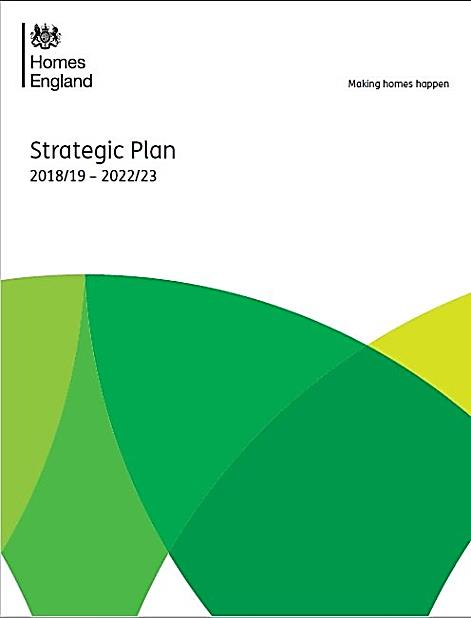 Homes
England
Making homes happen
Strategic Plan
2018/19 – 2022/23